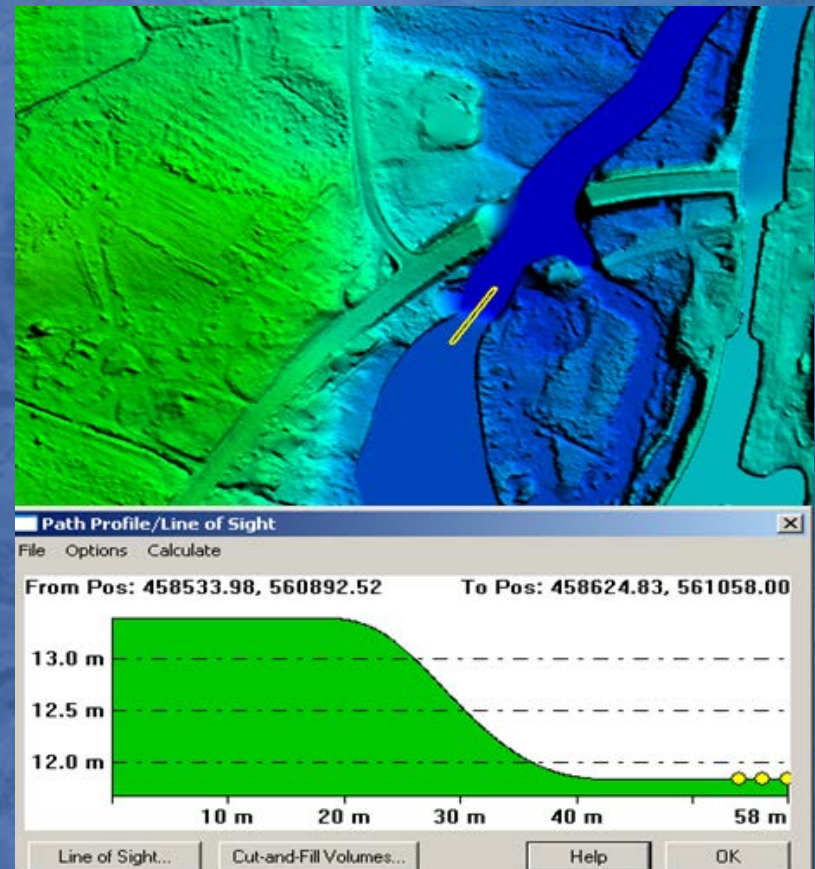 Path Profile/Line of Sight
File Options Calculate
From Pos: 458533.98, 560892.52 To Pos: 458624.83, 561058.00
13.0 m
12.5 m
12.0 m
10 m 20 m 30 m 40 m 58 m
Line of Sight... Cut-and-Fill Volumes... Help OK